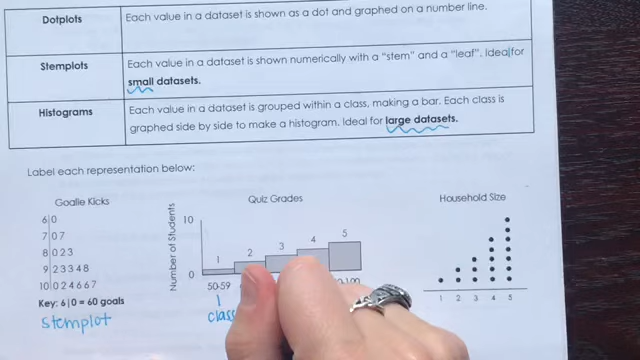 Dotplots
Each value in a dataset is shown as a dot and graphed on a number line.
Stemplots
Each value in a dataset is shown numerically with a "stem" and a "leaf". Ideal for
small datasets.
Histograms
Each value in a dataset is grouped within a class, making a bar. Each class is
graphed side by side to make a histogram. Ideal for large datasets.
Label each representation below:
Goalie Kicks
6|0
7|0 7
8|0 2 3
9|2 3 3 4 8
10|0 2 4 6 6 7
Key: 6|0 = 60 goals
stemplot
Quiz Grades
Number of Students
10
0
1
2
3
4
5
50-59
class
Household Size
1 2 3 4 5